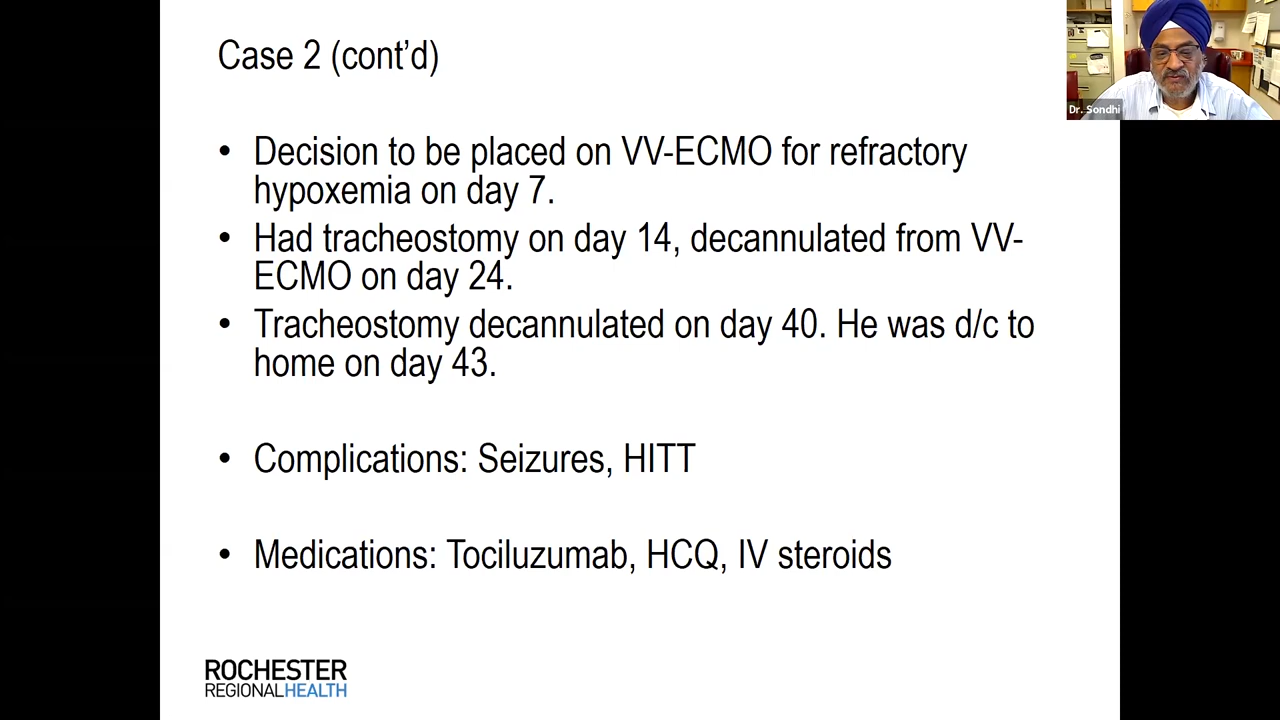 Case 2 (cont’d)
Dr. Sondhi
• Decision to be placed on VV-ECMO for refractory
hypoxemia on day 7.
• Had tracheostomy on day 14, decannulated from VV-
ECMO on day 24.
• Tracheostomy decannulated on day 40. He was d/c to
home on day 43.
• Complications: Seizures, HITT
• Medications: Tociluzumab, HCQ, IV steroids
ROCHESTER
REGIONALHEALTH